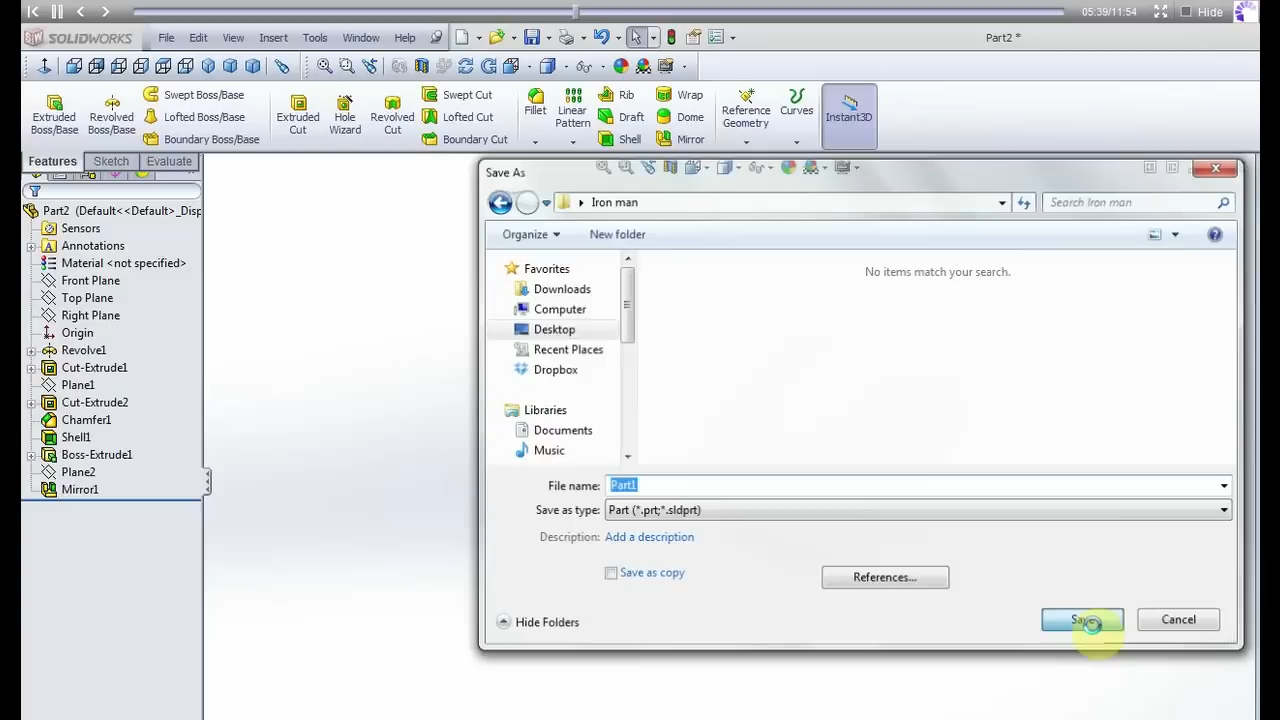 05:39/11:54
Hide
SOLIDWORKS
File Edit View Insert Tools Window Help
Part2 *
Extruded Boss/Base
Revolved Boss/Base
Swept Boss/Base
Lofted Boss/Base
Boundary Boss/Base
Extruded Cut
Hole Wizard
Revolved Cut
Swept Cut
Lofted Cut
Boundary Cut
Fillet
Linear Pattern
Rib
Draft
Shell
Wrap
Dome
Mirror
Reference Geometry
Curves
Instant3D
Features Sketch Evaluate
Part2 (Default<<Default>_Disp
Sensors
Annotations
Material <not specified>
Front Plane
Top Plane
Right Plane
Origin
Revolve1
Cut-Extrude1
Plane1
Cut-Extrude2
Chamfer1
Shell1
Boss-Extrude1
Plane2
Mirror1
Save As
Iron man
Search Iron man
Organize New folder
Favorites
Downloads
Computer
Desktop
Recent Places
Dropbox
Libraries
Documents
Music
No items match your search.
File name: Part1
Save as type: Part (*.prt;*.sldprt)
Description: Add a description
Save as copy
References...
Hide Folders
Save
Cancel